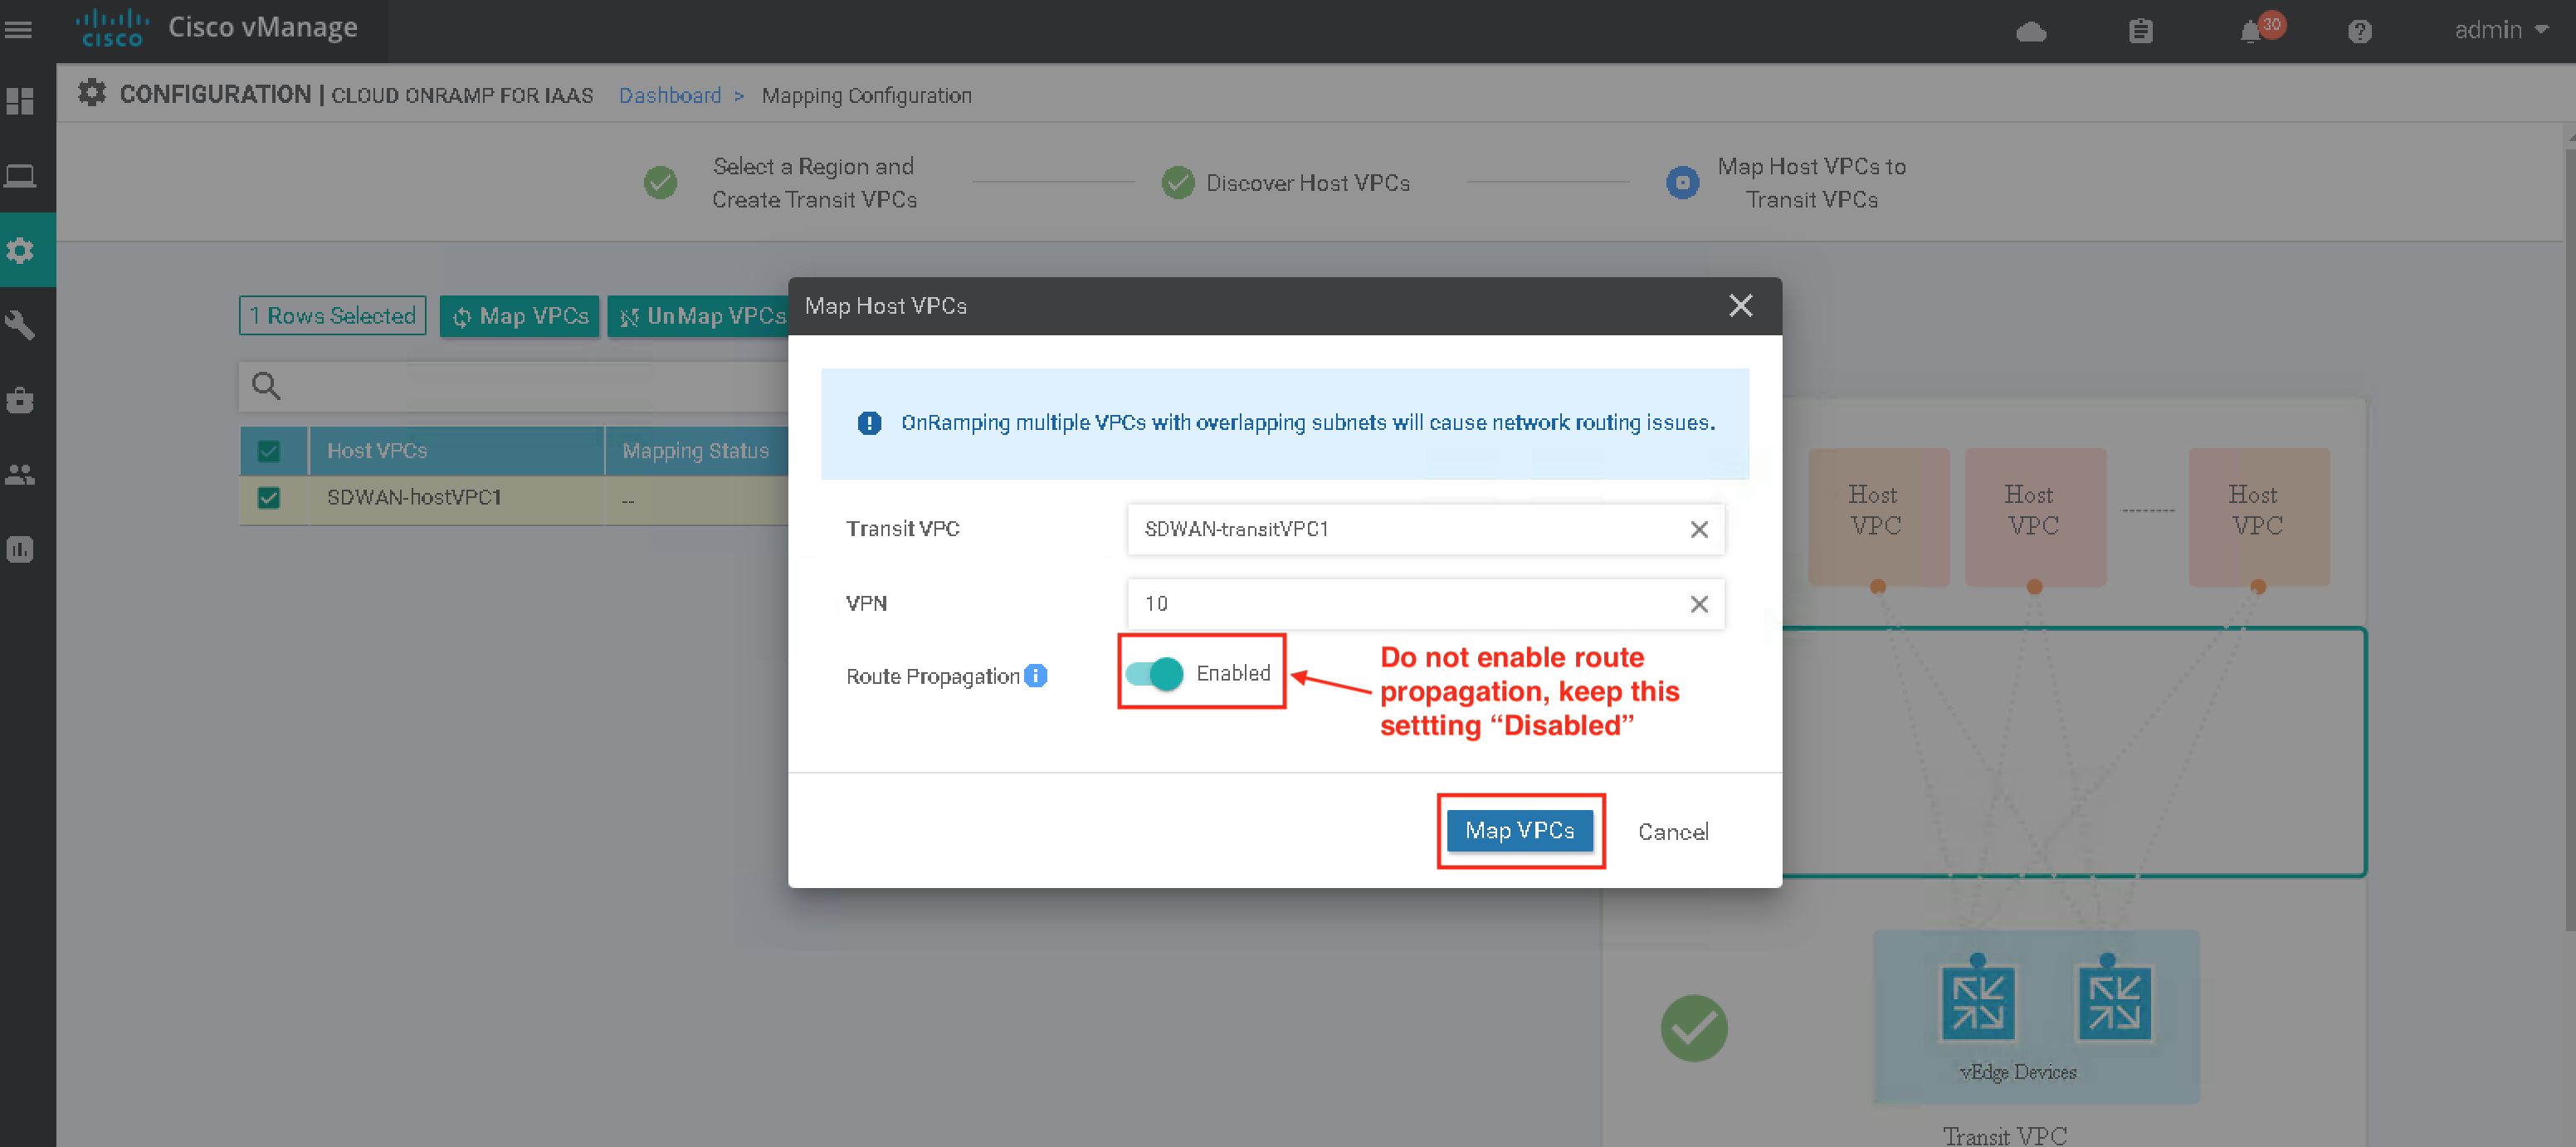 CISCO
Cisco vManage
30
admin
CONFIGURATION | CLOUD ONRAMP FOR IAAS Dashboard > Mapping Configuration
Select a Region and
Create Transit VPCs
Discover Host VPCs
Map Host VPCs to
Transit VPCs
1 Rows Selected
Map VPCs
UnMap VPCs
Host VPCs
Mapping Status
SDWAN-hostVPC1
--
Map Host VPCs
OnRamping multiple VPCs with overlapping subnets will cause network routing issues.
Transit VPC
SDWAN-transitVPC1
VPN
10
Route Propagation
Enabled
Do not enable route
propagation, keep this
settting “Disabled”
Map VPCs
Cancel
Host
VPC
Host
VPC
Host
VPC
vEdge Devices
Transit VPC